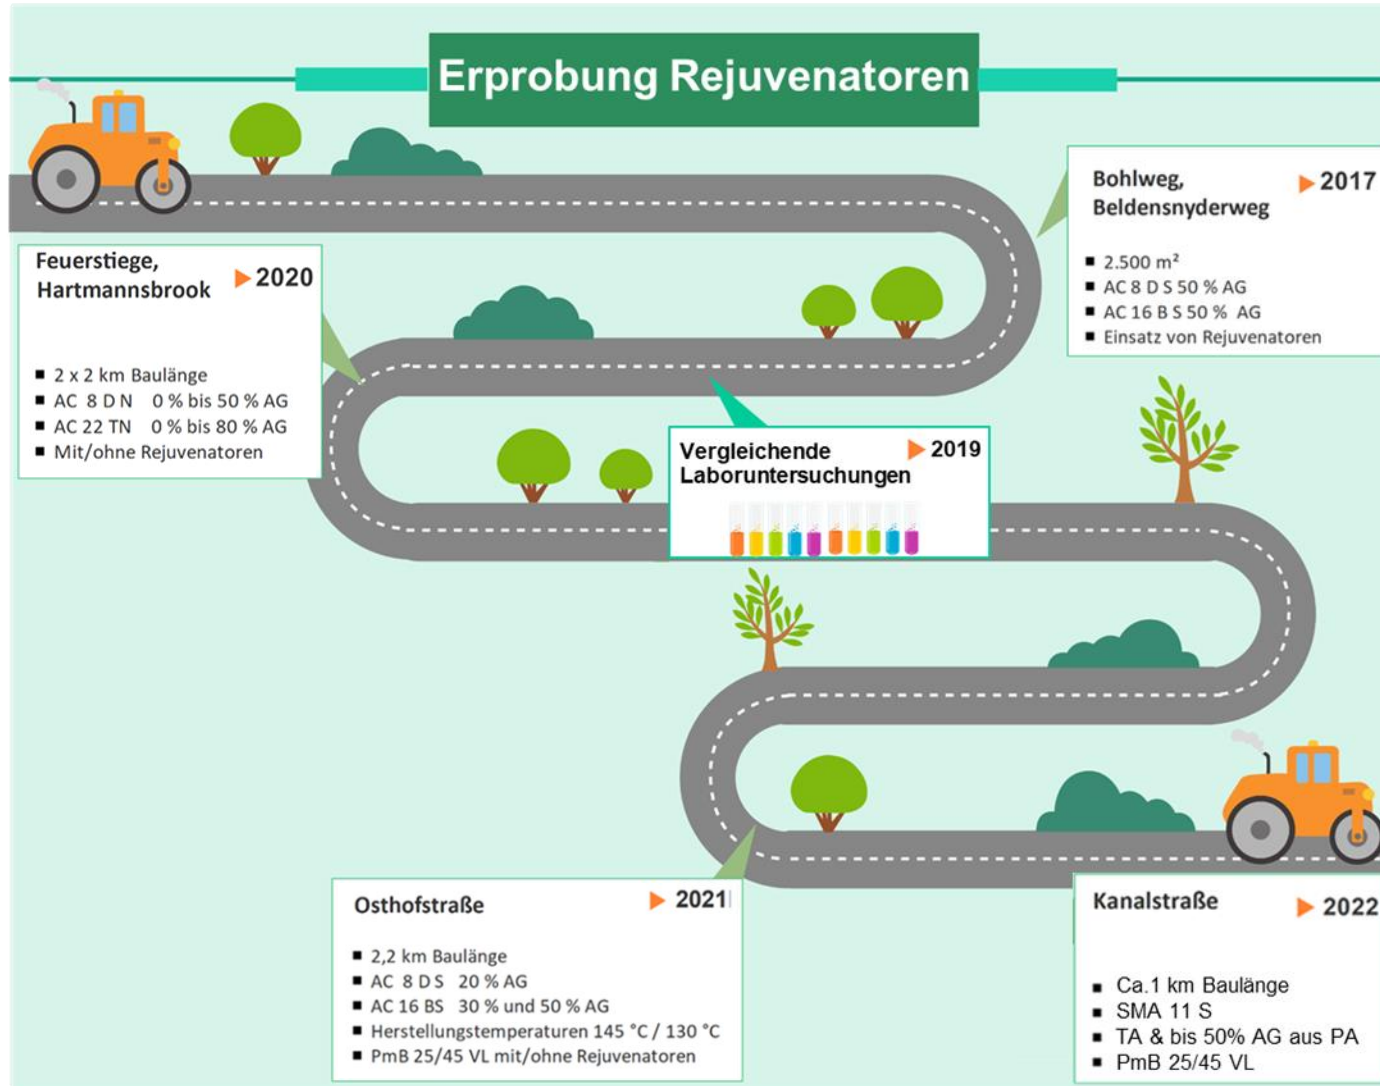 Erprobung Rejuvenatoren
Bohlweg,
Beldensnyderweg
2017
2.500 m²
AC 8 D S 50 % AG
AC 16 B S 50 % AG
Einsatz von Rejuvenatoren
Vergleichende
Laboruntersuchungen
2019
Feuerstiege,
Hartmannsbrook
2020
2 x 2 km Baulänge
AC 8 D N 0 % bis 50 % AG
AC 22 TN 0 % bis 80 % AG
Mit/ohne Rejuvenatoren
Osthofstraße
2021
2,2 km Baulänge
AC 8 D S 20 % AG
AC 16 BS 30 % und 50 % AG
Herstellungstemperaturen 145 °C / 130 °C
PmB 25/45 VL mit/ohne Rejuvenatoren
Kanalstraße
2022
Ca.1 km Baulänge
SMA 11 S
TA & bis 50% AG aus PA
PmB 25/45 VL